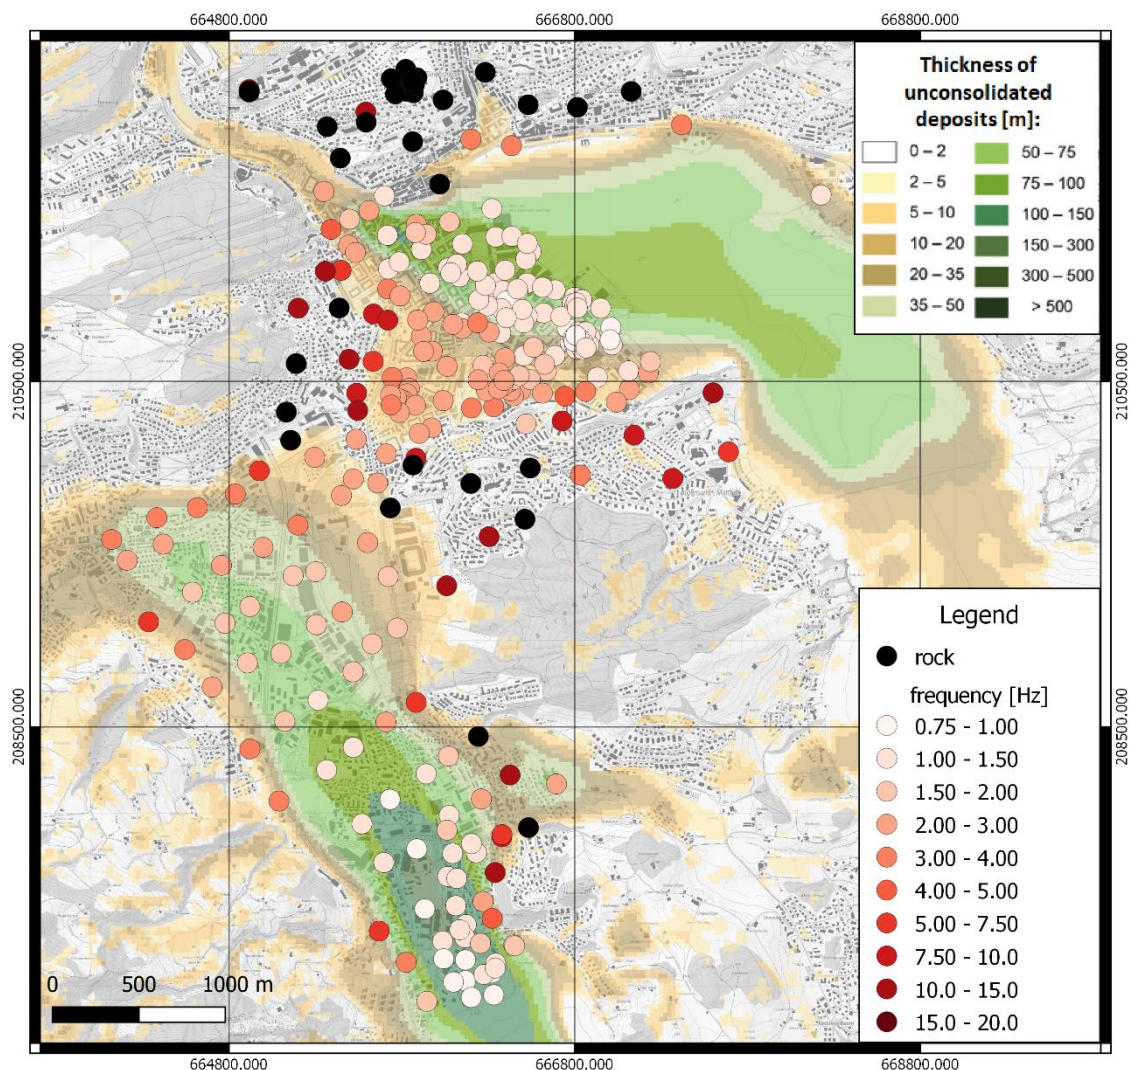 664800.000 666800.000 668800.000
Thickness of
unconsolidated
deposits [m]:
0 – 2 50 – 75
2 – 5 75 – 100
5 – 10 100 – 150
10 – 20 150 – 300
20 – 35 300 – 500
35 – 50 > 500
210500.000 210500.000
Legend
rock
frequency [Hz]
0.75 - 1.00
1.00 - 1.50
1.50 - 2.00
2.00 - 3.00
3.00 - 4.00
4.00 - 5.00
5.00 - 7.50
7.50 - 10.0
10.0 - 15.0
15.0 - 20.0
208500.000 208500.000
0 500 1000 m
664800.000 666800.000 668800.000